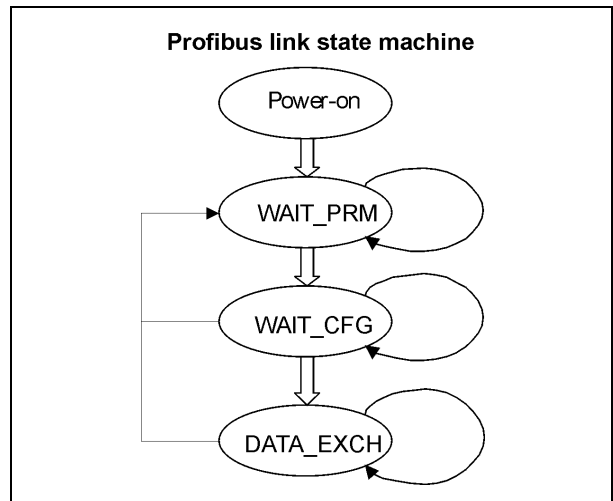 Profibus link state machine
Power-on
WAIT_PRM
WAIT_CFG
DATA_EXCH